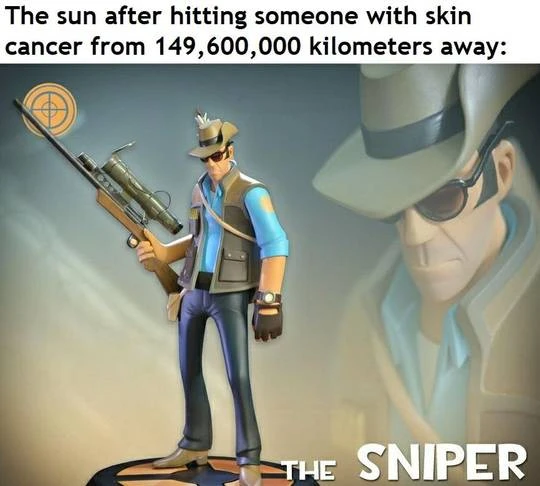 The sun after hitting someone with skin
cancer from 149,600,000 kilometers away:
THE SNIPER